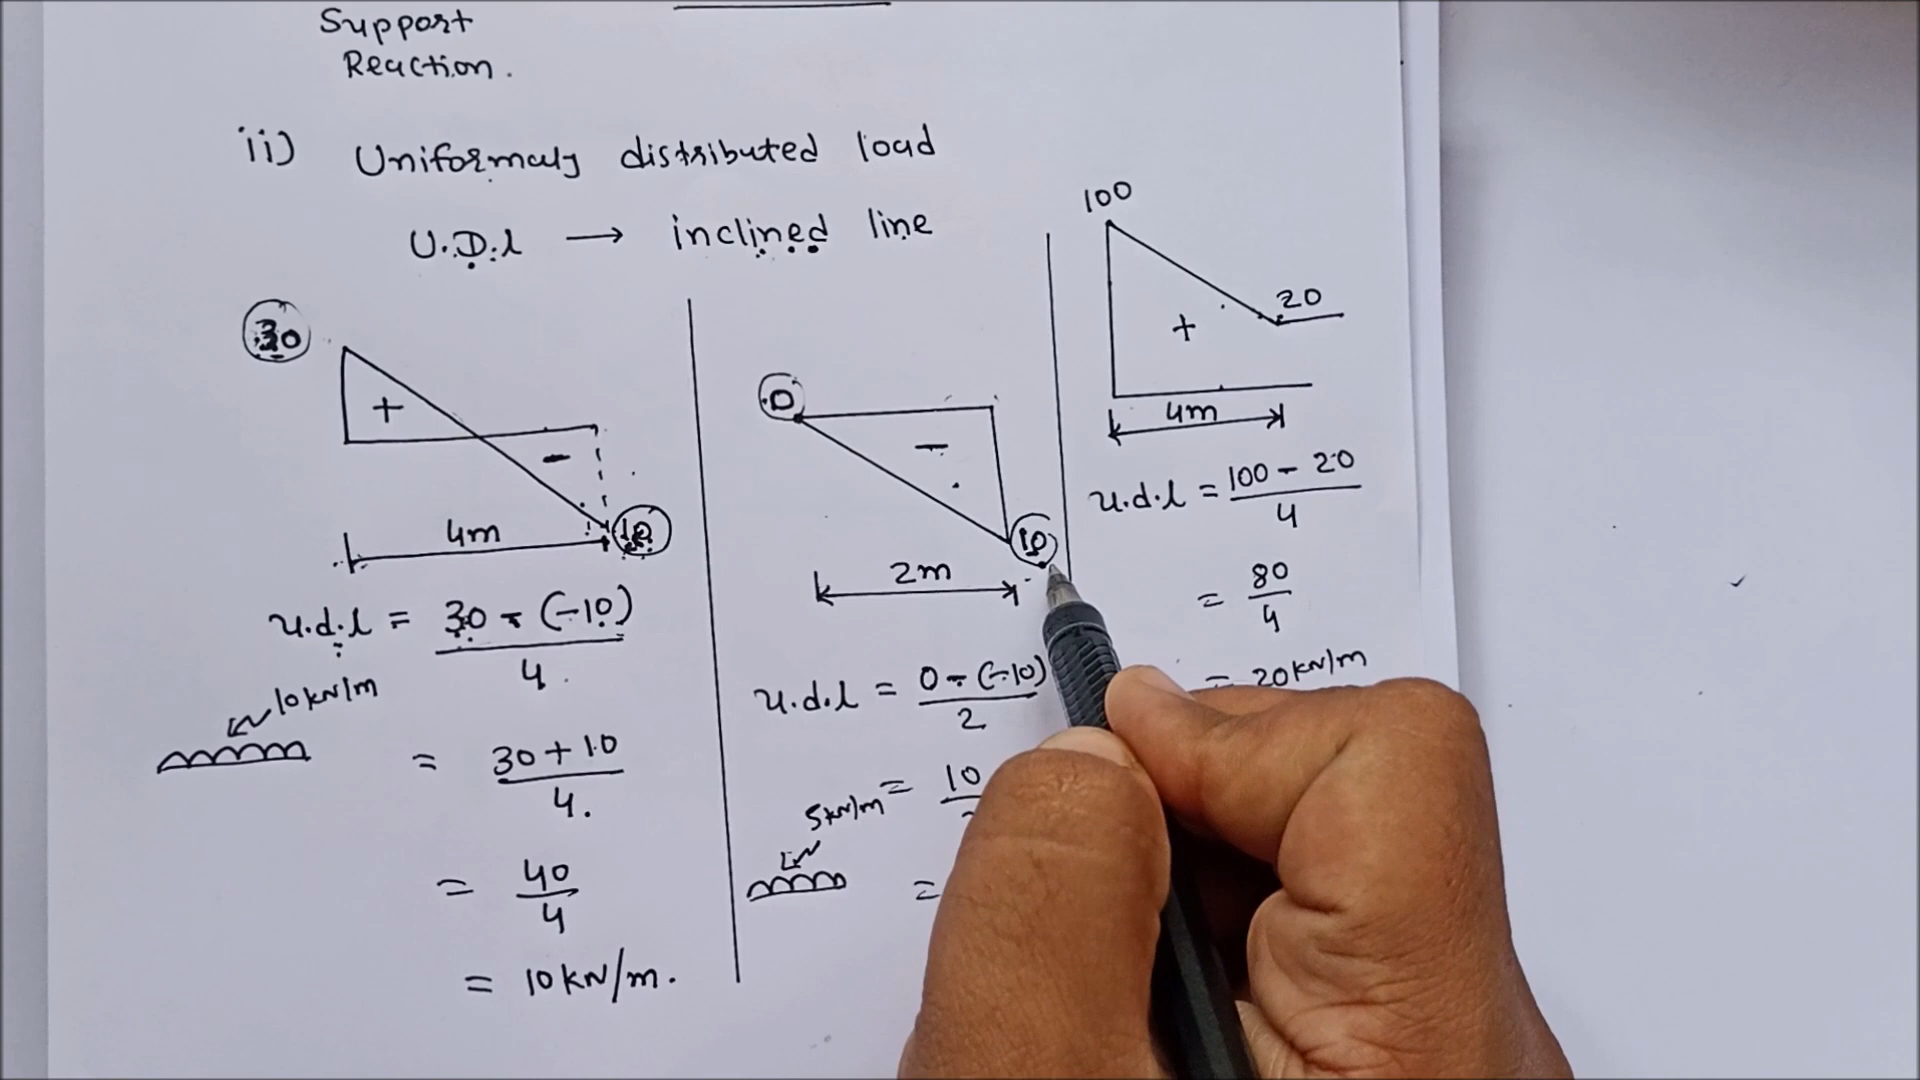 Support
Reaction.
ii) Uniformaly distributed load
U.D.l → inclined line
30
+
-
10
4m
u.d.l = 30 - (-10)
4.
10kN/m
= 30 + 10
4.
= 40
4
= 10kN/m.
0
-
10
2m
u.d.l = 0 - (-10)
2
5kN/m = 10
=
100
20
+
4m
u.d.l = 100 - 20
4
= 80
4
= 20kN/m